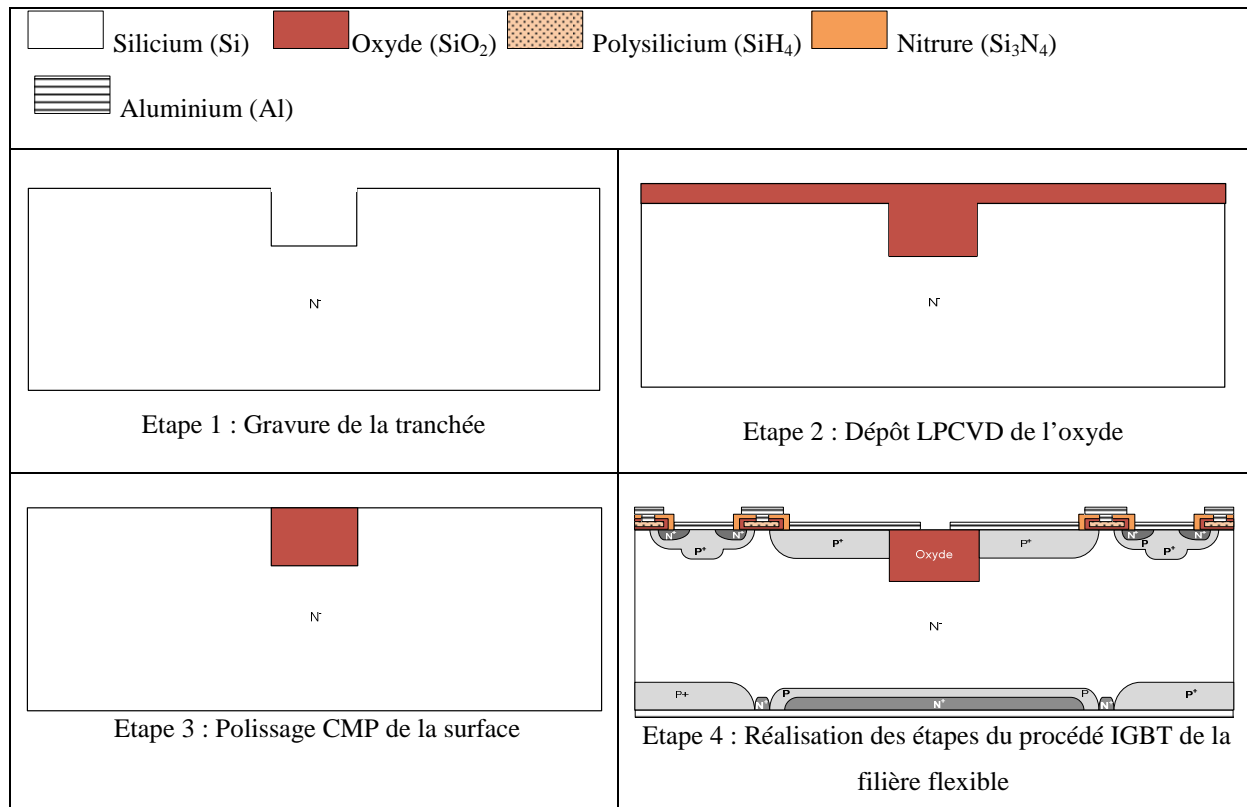 Silicium (Si) Oxyde (SiO₂) Polysilicium (SiH₄) Nitrure (Si₃N₄)
Aluminium (Al)
N⁻
Etape 1 : Gravure de la tranchée
N⁻
Etape 2 : Dépôt LPCVD de l’oxyde
N⁻
Etape 3 : Polissage CMP de la surface
N⁺ N⁺ P⁺ P⁺ Oxyde P⁺ N⁺ P N⁺ P⁺
N⁻
P+ N⁺ P N⁺ P N⁺ P⁺
Etape 4 : Réalisation des étapes du procédé IGBT de la
filière flexible